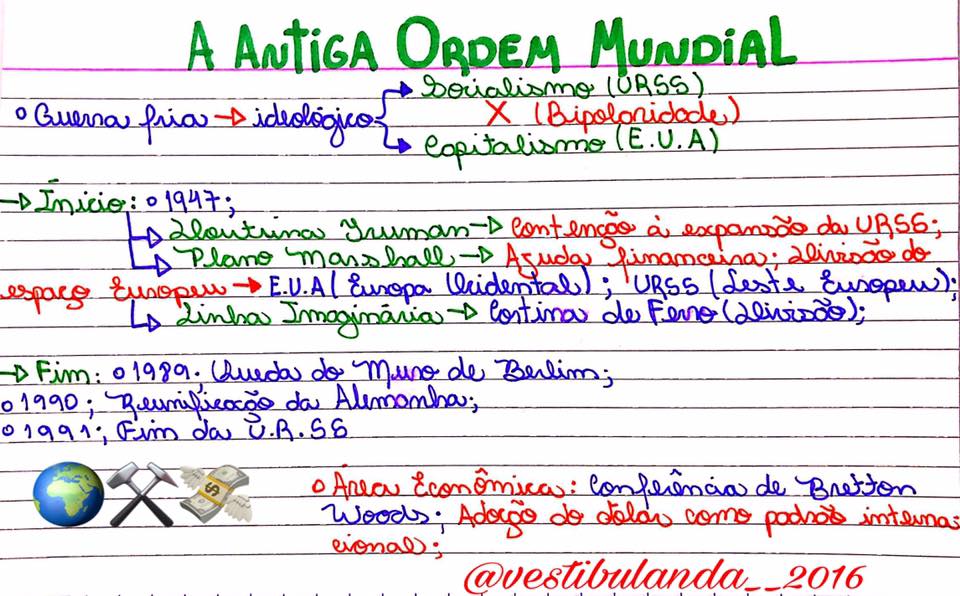 A ANTIGA ORDEM MUNDIAL
Socialismo (URSS)
○ Guerra fria → ideológico X (Bipolaridade)
Capitalismo (E.U.A)
→ Início: ○ 1947;
Doutrina Truman → Contenção à expansão da URSS;
Plano Marshall → Ajuda financeira; Divisão do
espaço Europeu → E.U.A (Europa Ocidental); URSS (Leste Europeu);
Linha Imaginária → Cortina de Ferro (Divisão);
→ Fim: ○ 1989; Queda do Muro de Berlim;
○ 1990; Reunificação da Alemanha;
○ 1991; Fim da U.R.SS
○ Área Econômica: Conferência de Bretton
Woods; Adoção do dólar como padrão interna
cional;
@vestibulanda__2016